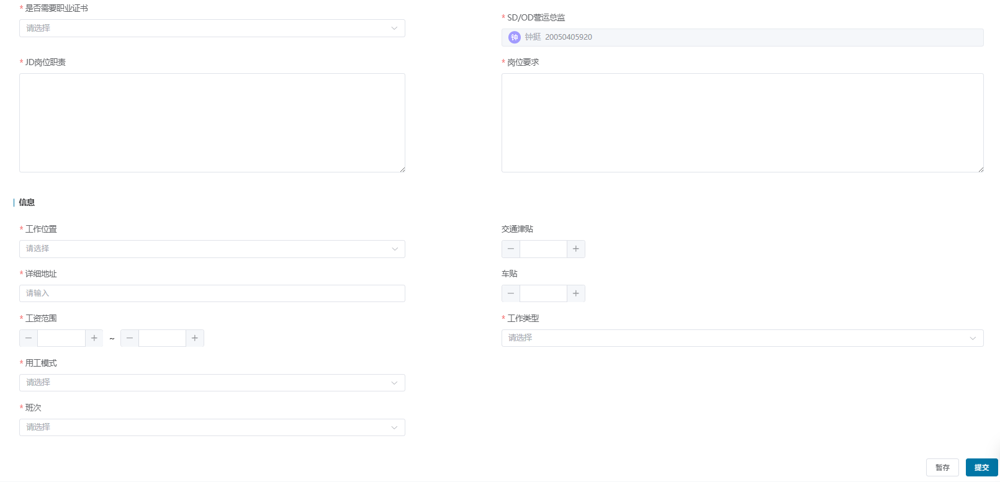 * 是否需要职业证书
请选择
* SD/OD营运总监
钟 钟挺 20050405920
* JD岗位职责
* 岗位要求
信息
* 工作位置
请选择
交通津贴
− +
* 详细地址
请输入
车贴
− +
* 工资范围
− + ~ − +
* 工作类型
请选择
* 用工模式
请选择
* 班次
请选择
暂存 提交